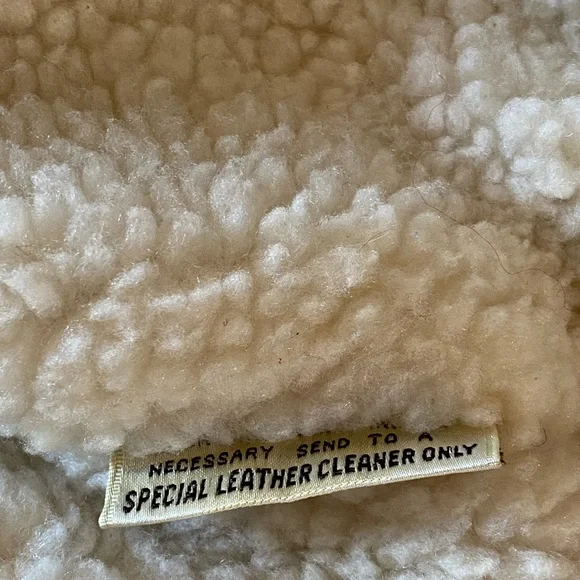 NECESSARY SEND TO A
SPECIAL LEATHER CLEANER ONLY